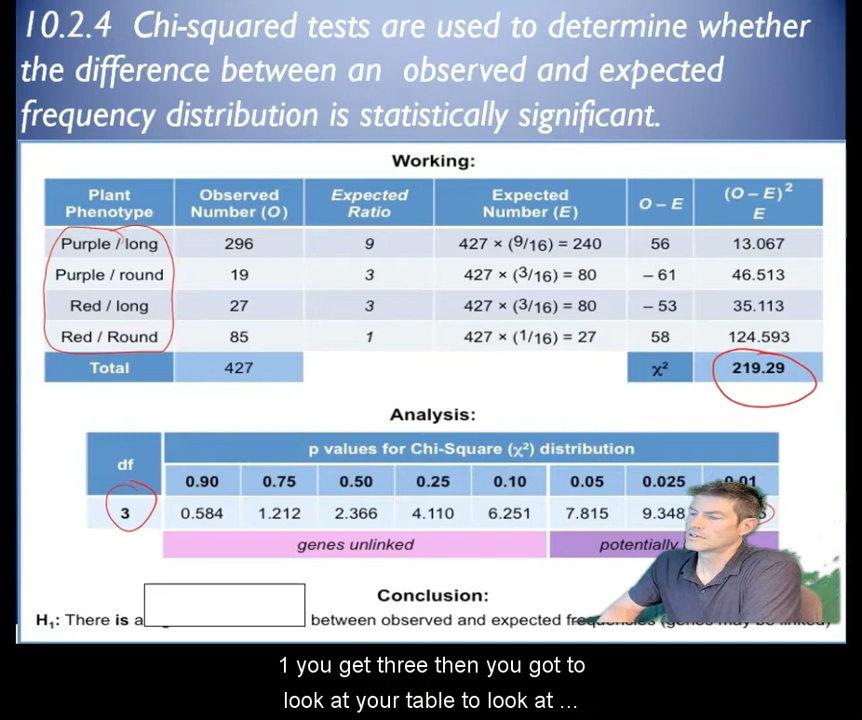 10.2.4 Chi-squared tests are used to determine whether
the difference between an observed and expected
frequency distribution is statistically significant.
Working:
Plant Phenotype Observed Number (O) Expected Ratio Expected Number (E) O – E (O – E)² E
Purple / long 296 9 427 × (9/16) = 240 56 13.067
Purple / round 19 3 427 × (3/16) = 80 – 61 46.513
Red / long 27 3 427 × (3/16) = 80 – 53 35.113
Red / Round 85 1 427 × (1/16) = 27 58 124.593
Total 427 χ² 219.29
Analysis:
df p values for Chi-Square (χ²) distribution
0.90 0.75 0.50 0.25 0.10 0.05 0.025 0.01
3 0.584 1.212 2.366 4.110 6.251 7.815 9.348
genes unlinked potentially
Conclusion:
H₁: There is a between observed and expected
1 you get three then you got to
look at your table to look at ...